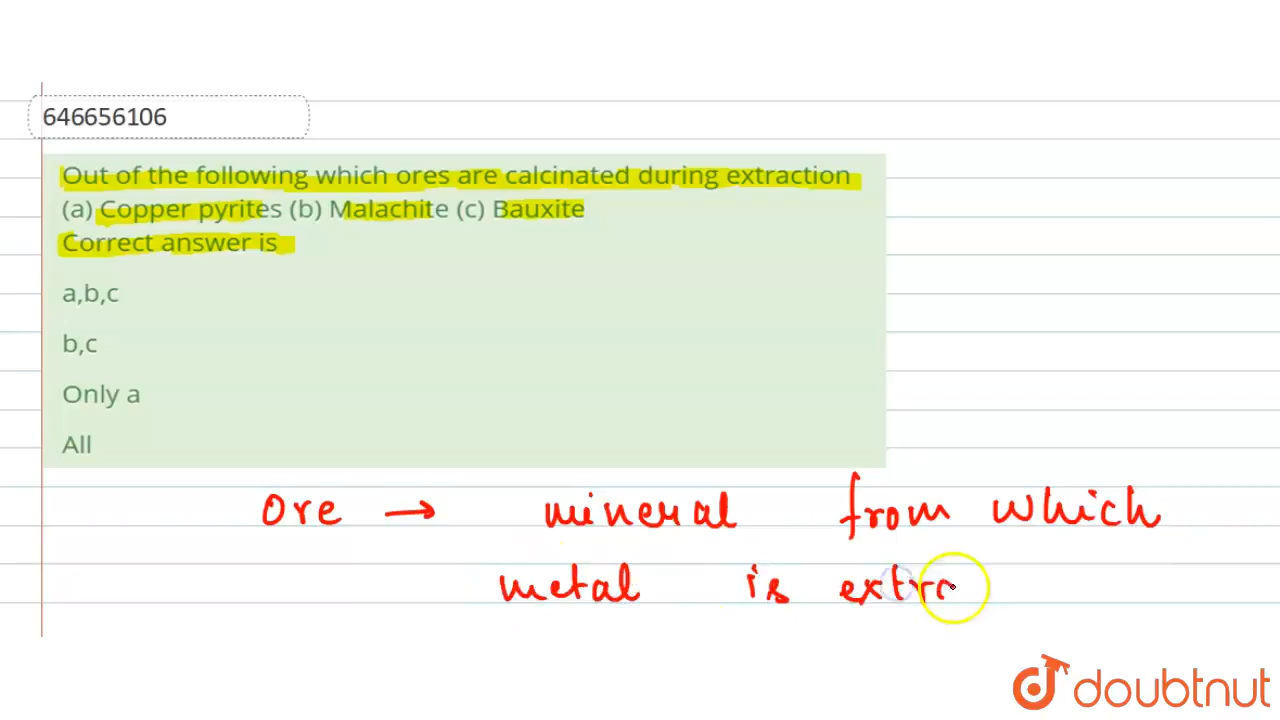 646656106
Out of the following which ores are calcinated during extraction
(a) Copper pyrites (b) Malachite (c) Bauxite
Correct answer is
a,b,c
b,c
Only a
All
Ore → mineral from which
metal is extra
doubtnut